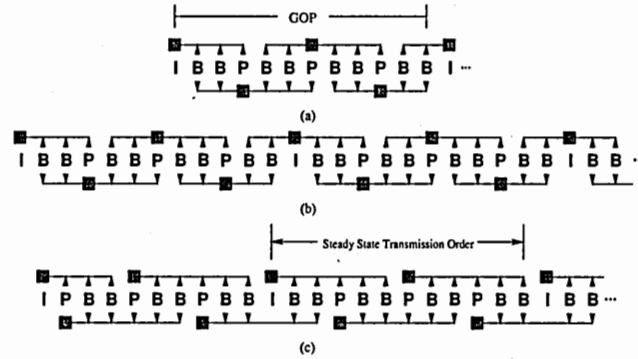 GOP
I B B P B B P B B P B B I ···
(a)
I B B P B B P B B P B B I B B P B B P B B P B B I B B ·
(b)
Steady State Transmission Order
I P B B P B B P B B I B B P B B P B B P B B I B B ···
(c)